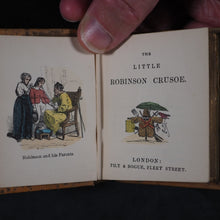 Robinson and his Parents
THE
LITTLE
ROBINSON CRUSOE.
LONDON:
TILT & BOGUE, FLEET STREET.